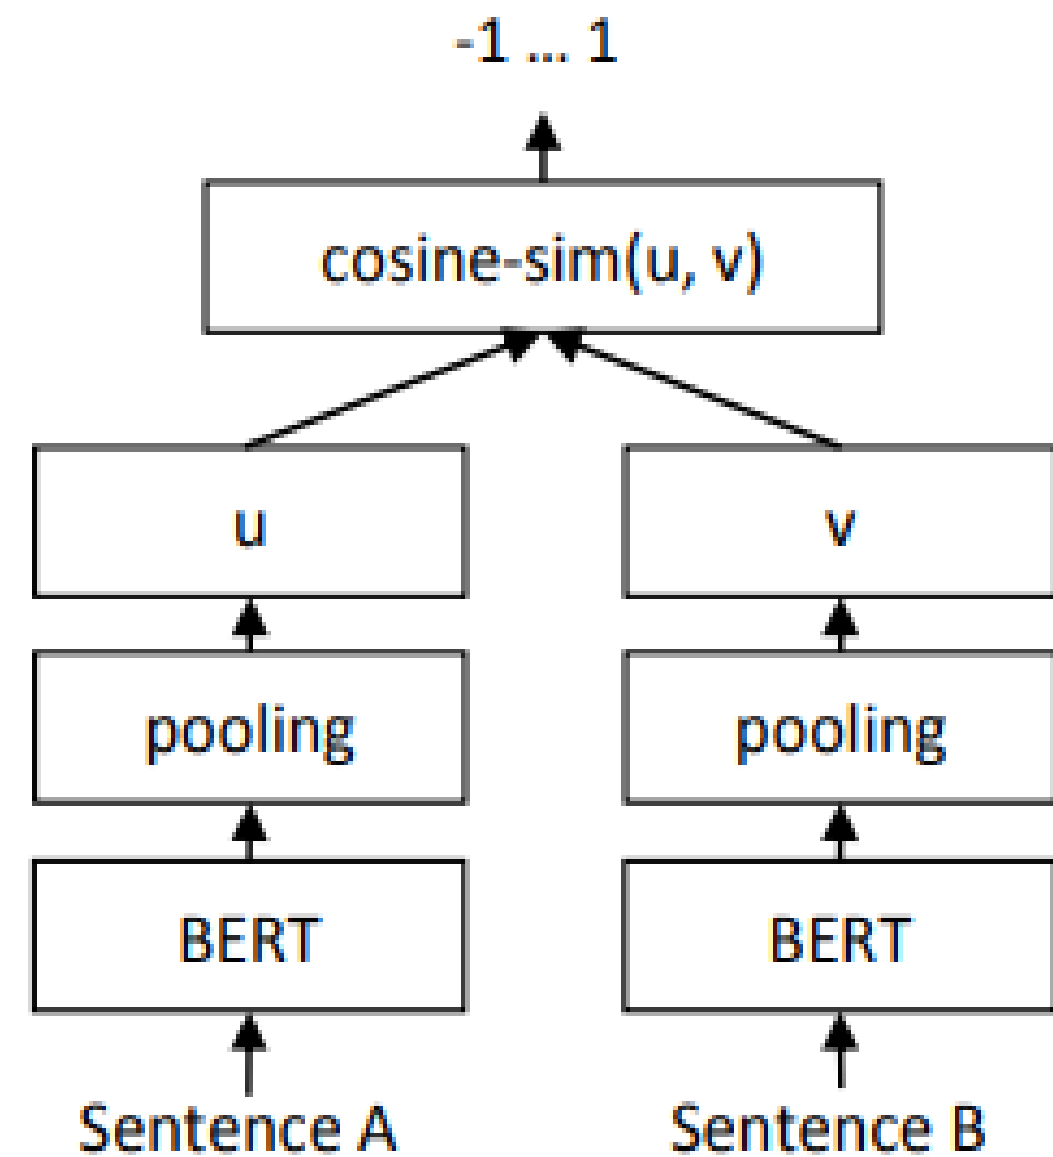 -1 ... 1
cosine-sim(u, v)
u
v
pooling
pooling
BERT
BERT
Sentence A
Sentence B